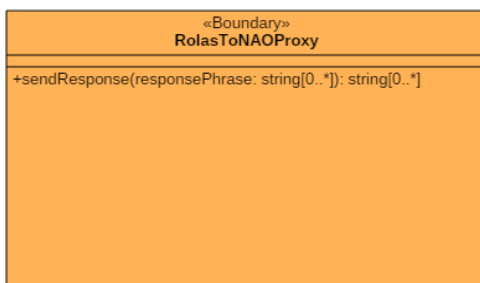 «Boundary»
RolasToNAOProxy
+sendResponse(responsePhrase: string[0..*]): string[0..*]